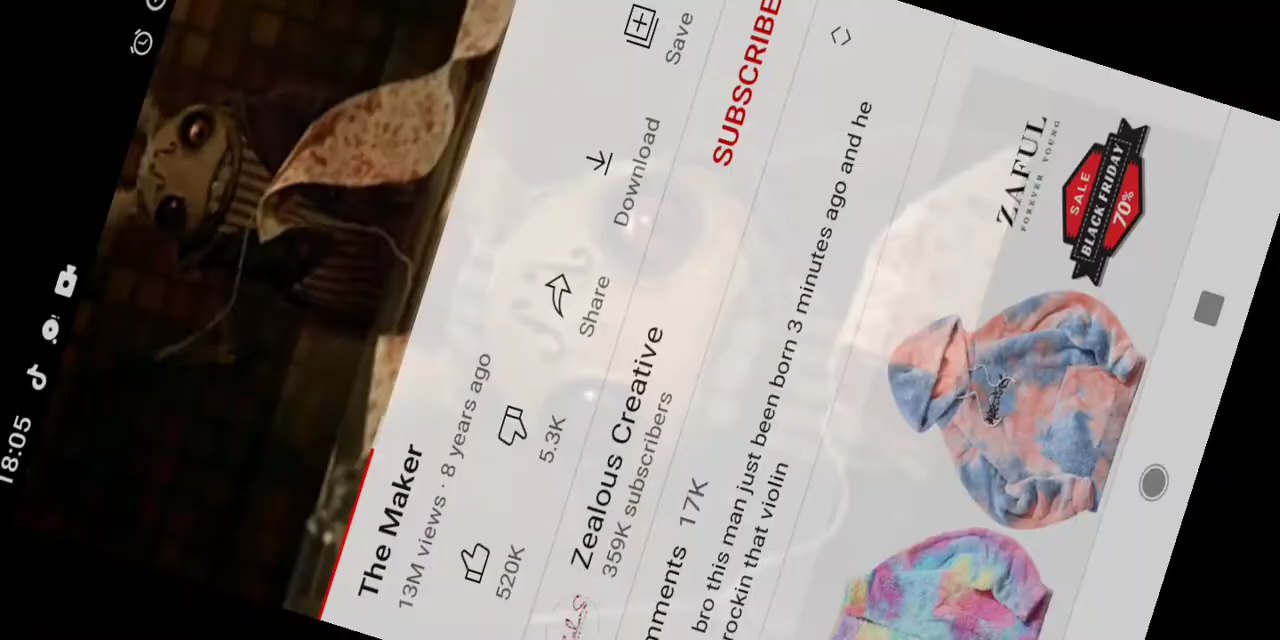 18:05
The Maker
13M views · 8 years ago
520K
5.3K
Share
Download
Save
Zealous Creative
359K subscribers
SUBSCRIBE
mments 17K
bro this man just been born 3 minutes ago and he
rockin that violin
ZAFUL
FOREVER YOUNG
SALE
BLACK FRIDAY
70%